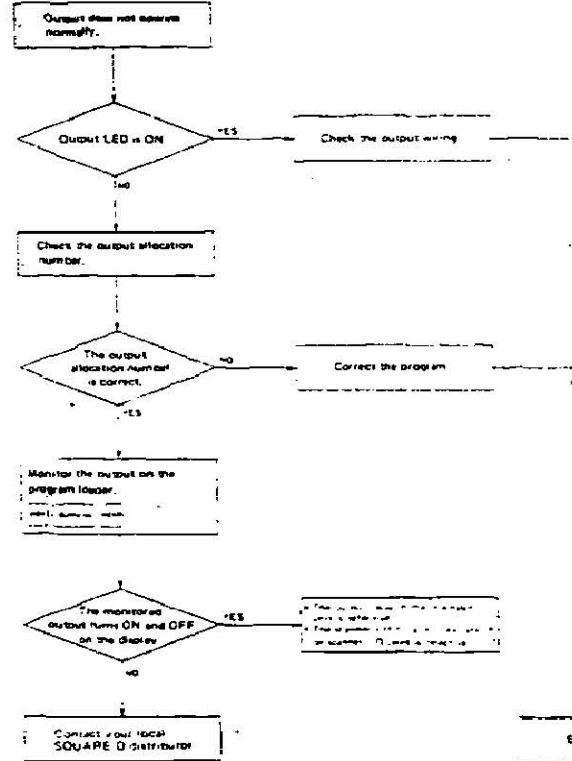 Output does not operate
normally.
Output LED is ON
YES
Check the output wiring
NO
Check the output allocation
number.
The output
allocation number
is correct.
NO
Correct the program
YES
Monitor the output on the
program loader.
The monitored
output turns ON and OFF
on the display
YES
NO
Contact your local
SQUARE D distributor